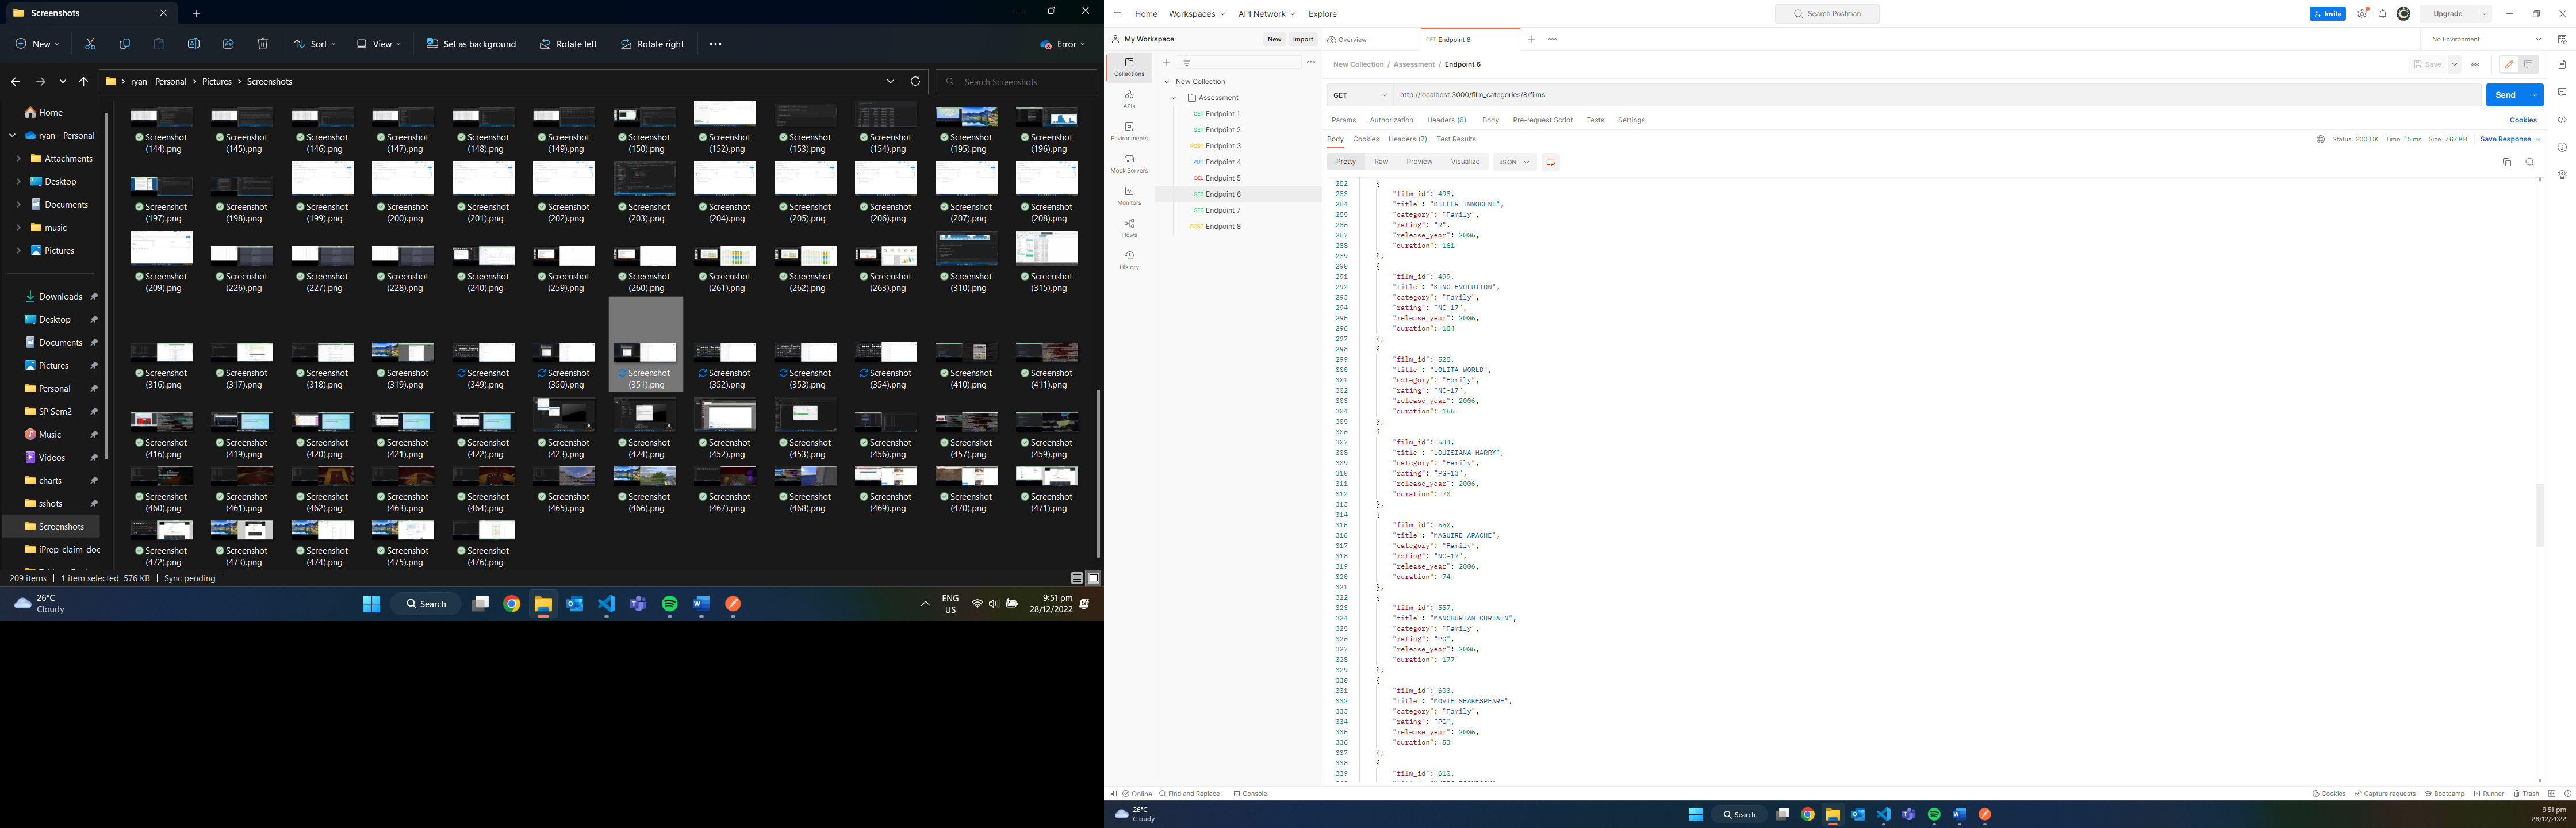 Screenshots
New
Sort
View
Set as background
Rotate left
Rotate right
Error
ryan - Personal > Pictures > Screenshots
Search Screenshots
Home
ryan - Personal
Attachments
Desktop
Documents
music
Pictures
Downloads
Desktop
Documents
Pictures
Personal
SP Sem2
Music
Videos
charts
sshots
Screenshots
iPrep-claim-doc
Screenshot (144).png
Screenshot (145).png
Screenshot (146).png
Screenshot (147).png
Screenshot (148).png
Screenshot (149).png
Screenshot (150).png
Screenshot (152).png
Screenshot (153).png
Screenshot (154).png
Screenshot (195).png
Screenshot (196).png
Screenshot (197).png
Screenshot (198).png
Screenshot (199).png
Screenshot (200).png
Screenshot (201).png
Screenshot (202).png
Screenshot (203).png
Screenshot (204).png
Screenshot (205).png
Screenshot (206).png
Screenshot (207).png
Screenshot (208).png
Screenshot (209).png
Screenshot (226).png
Screenshot (227).png
Screenshot (228).png
Screenshot (240).png
Screenshot (259).png
Screenshot (260).png
Screenshot (261).png
Screenshot (262).png
Screenshot (263).png
Screenshot (310).png
Screenshot (315).png
Screenshot (316).png
Screenshot (317).png
Screenshot (318).png
Screenshot (319).png
Screenshot (349).png
Screenshot (350).png
Screenshot (351).png
Screenshot (352).png
Screenshot (353).png
Screenshot (354).png
Screenshot (410).png
Screenshot (411).png
Screenshot (416).png
Screenshot (419).png
Screenshot (420).png
Screenshot (421).png
Screenshot (422).png
Screenshot (423).png
Screenshot (424).png
Screenshot (452).png
Screenshot (453).png
Screenshot (456).png
Screenshot (457).png
Screenshot (459).png
Screenshot (460).png
Screenshot (461).png
Screenshot (462).png
Screenshot (463).png
Screenshot (464).png
Screenshot (465).png
Screenshot (466).png
Screenshot (467).png
Screenshot (468).png
Screenshot (469).png
Screenshot (470).png
Screenshot (471).png
Screenshot (472).png
Screenshot (473).png
Screenshot (474).png
Screenshot (475).png
Screenshot (476).png
209 items | 1 item selected 576 KB | Sync pending |
26°C
Cloudy
Search
ENG
US
9:51 pm
28/12/2022
Home Workspaces API Network Explore
Search Postman
Invite
Upgrade
My Workspace
New Import
Overview
GET Endpoint 6
No Environment
Collections
APIs
Environments
Mock Servers
Monitors
Flows
History
New Collection
Assessment
GET Endpoint 1
GET Endpoint 2
POST Endpoint 3
PUT Endpoint 4
DEL Endpoint 5
GET Endpoint 6
GET Endpoint 7
POST Endpoint 8
New Collection / Assessment / Endpoint 6
Save
GET
http://localhost:3000/film_categories/8/films
Send
Params Authorization Headers (6) Body Pre-request Script Tests Settings
Cookies
Body Cookies Headers (7) Test Results
Status: 200 OK Time: 15 ms Size: 7.87 KB Save Response
Pretty Raw Preview Visualize JSON
282 {
283 "film_id": 498,
284 "title": "KILLER INNOCENT",
285 "category": "Family",
286 "rating": "R",
287 "release_year": 2006,
288 "duration": 161
289 },
290 {
291 "film_id": 499,
292 "title": "KING EVOLUTION",
293 "category": "Family",
294 "rating": "NC-17",
295 "release_year": 2006,
296 "duration": 184
297 },
298 {
299 "film_id": 528,
300 "title": "LOLITA WORLD",
301 "category": "Family",
302 "rating": "NC-17",
303 "release_year": 2006,
304 "duration": 155
305 },
306 {
307 "film_id": 534,
308 "title": "LOUISIANA HARRY",
309 "category": "Family",
310 "rating": "PG-13",
311 "release_year": 2006,
312 "duration": 70
313 },
314 {
315 "film_id": 550,
316 "title": "MAGUIRE APACHE",
317 "category": "Family",
318 "rating": "NC-17",
319 "release_year": 2006,
320 "duration": 74
321 },
322 {
323 "film_id": 557,
324 "title": "MANCHURIAN CURTAIN",
325 "category": "Family",
326 "rating": "PG",
327 "release_year": 2006,
328 "duration": 177
329 },
330 {
331 "film_id": 603,
332 "title": "MOVIE SHAKESPEARE",
333 "category": "Family",
334 "rating": "PG",
335 "release_year": 2006,
336 "duration": 53
337 },
338 {
339 "film_id": 610,
Online Find and Replace Console
Cookies Capture requests Bootcamp Runner Trash
26°C
Cloudy
Search
9:51 pm
28/12/2022